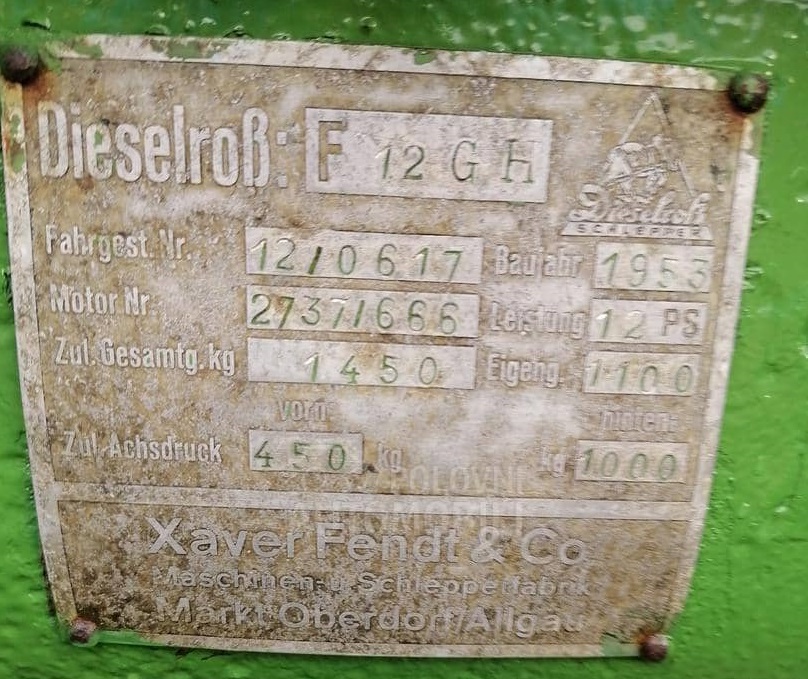 Dieselroß: F 12 G H
Dieselroß
SCHLEPPER
Fahrgest. Nr. 12/0617 Baujahr 1953
Motor Nr. 2737/666 Leistung 12 PS
Zul. Gesamtg. kg 1450 Eigeng. 1100
vorn hinten
Zul. Achsdruck 450 kg kg 1000
POLOVNI
AUTOMOBILI
Xaver Fendt & Co
Maschinen- u. Schlepperfabrik
Markt Oberdorf/Allgäu